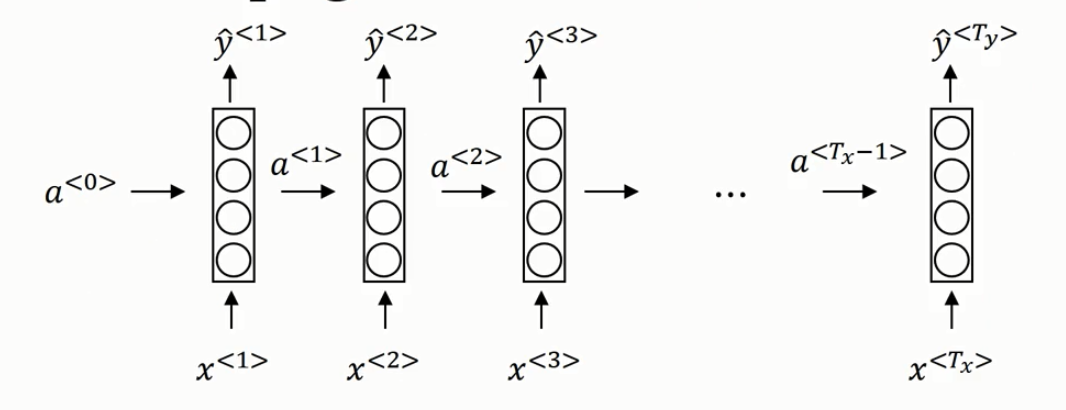 ŷ<1> ŷ<2> ŷ<3> ŷ<Ty>
a<0> a<1> a<2> ... a<Tx−1>
x<1> x<2> x<3> x<Tx>